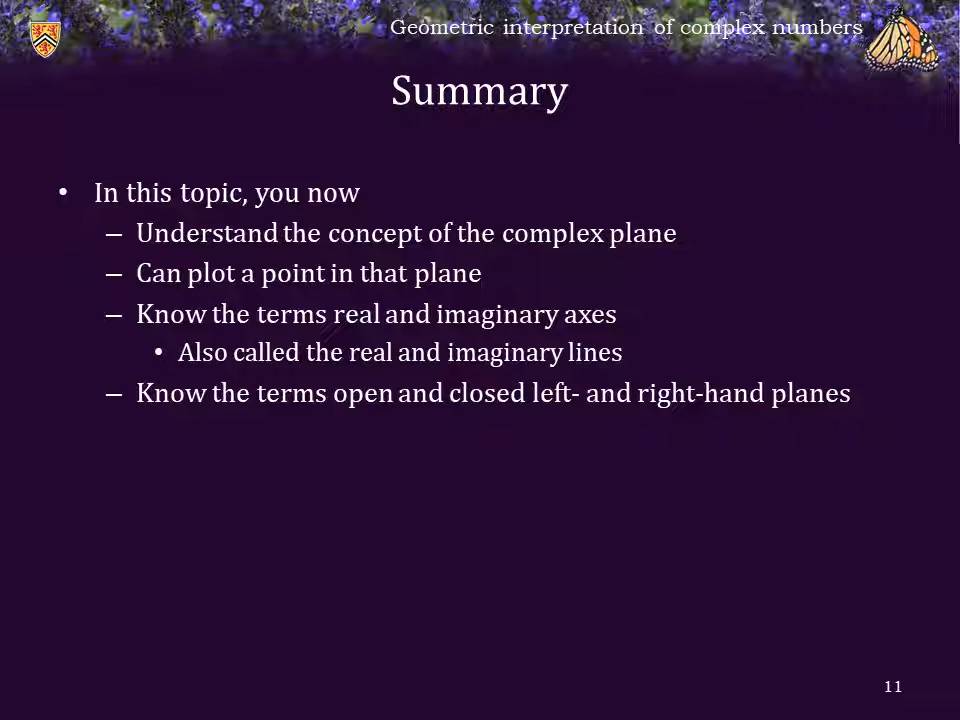 Geometric interpretation of complex numbers
Summary
• In this topic, you now
– Understand the concept of the complex plane
– Can plot a point in that plane
– Know the terms real and imaginary axes
• Also called the real and imaginary lines
– Know the terms open and closed left- and right-hand planes
11